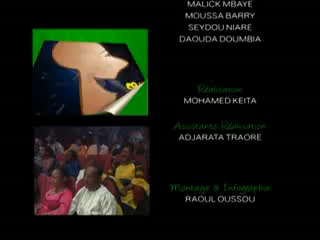 MALICK MBAYE
MOUSSA BARRY
SEYDOU NIARE
DAOUDA DOUMBIA
Réalisation
MOHAMED KEITA
Assistante Réalisation
ADJARATA TRAORE
Montage & Infographie:
RAOUL OUSSOU